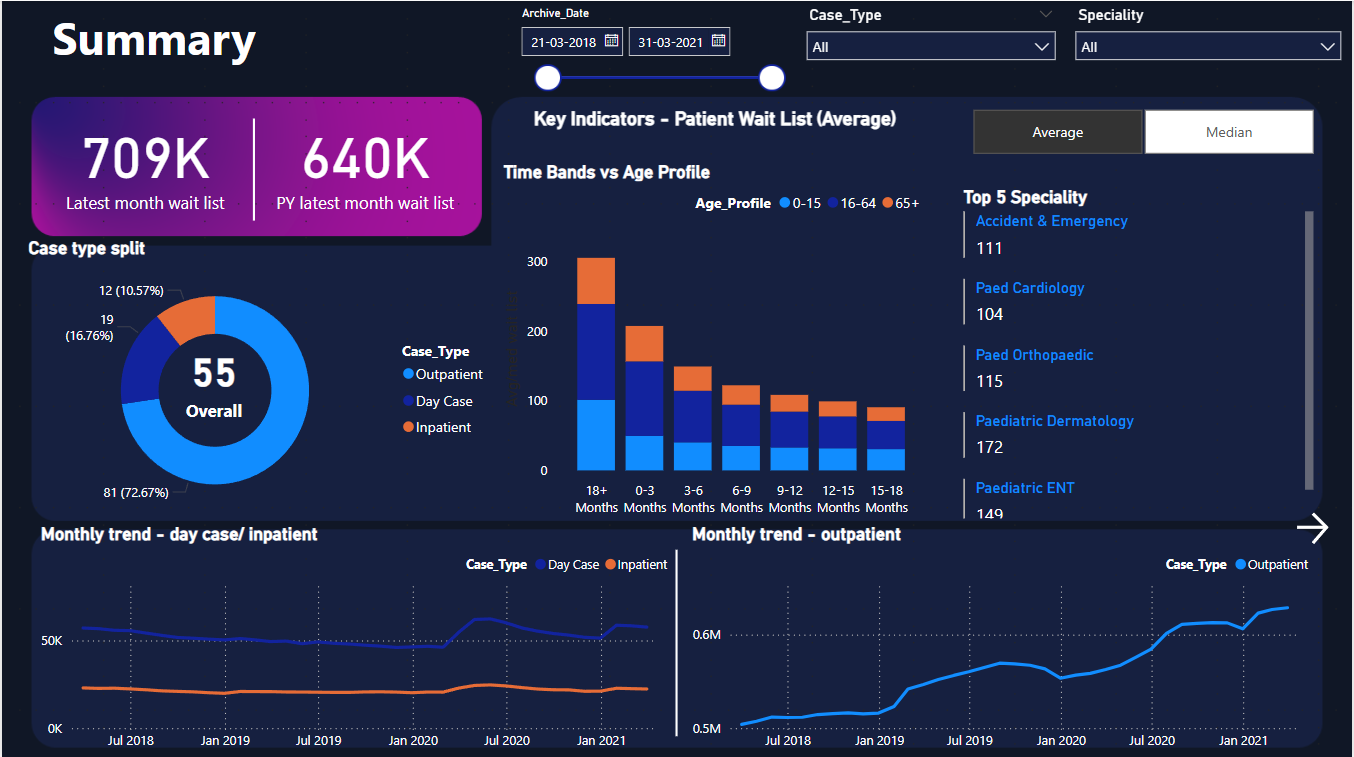 Summary
Archive_Date
21-03-2018
31-03-2021
Case_Type
All
Speciality
All
709K
Latest month wait list
640K
PY latest month wait list
Key Indicators - Patient Wait List (Average)
Average
Median
Time Bands vs Age Profile
Age_Profile 0-15 16-64 65+
300
200
100
0
18+ Months
0-3 Months
3-6 Months
6-9 Months
9-12 Months
12-15 Months
15-18 Months
Top 5 Speciality
Accident & Emergency
111
Paed Cardiology
104
Paed Orthopaedic
115
Paediatric Dermatology
172
Paediatric ENT
149
Case type split
12 (10.57%)
19
(16.76%)
81 (72.67%)
55
Overall
Case_Type
Outpatient
Day Case
Inpatient
Monthly trend - day case/ inpatient
Case_Type Day Case Inpatient
50K
0K
Jul 2018 Jan 2019 Jul 2019 Jan 2020 Jul 2020 Jan 2021
Monthly trend - outpatient
Case_Type Outpatient
0.6M
0.5M
Jul 2018 Jan 2019 Jul 2019 Jan 2020 Jul 2020 Jan 2021